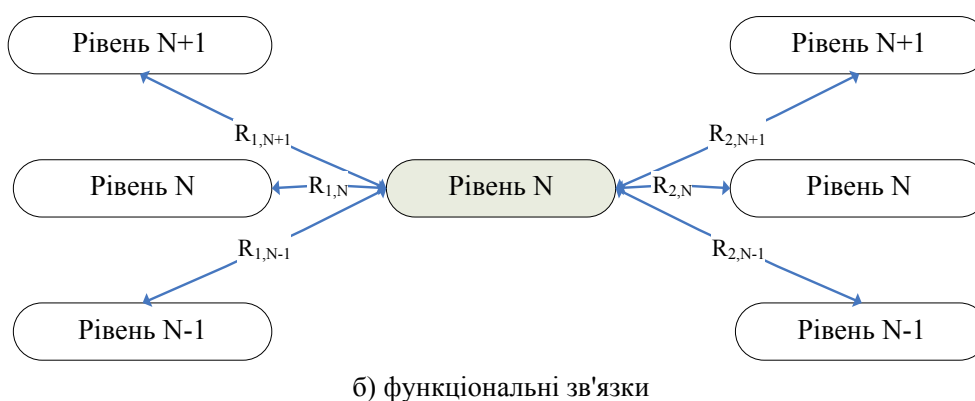 Рівень N+1 Рівень N+1
R1,N+1 R2,N+1
Рівень N R1,N Рівень N R2,N Рівень N
R1,N-1 R2,N-1
Рівень N-1 Рівень N-1
б) функціональні зв'язки